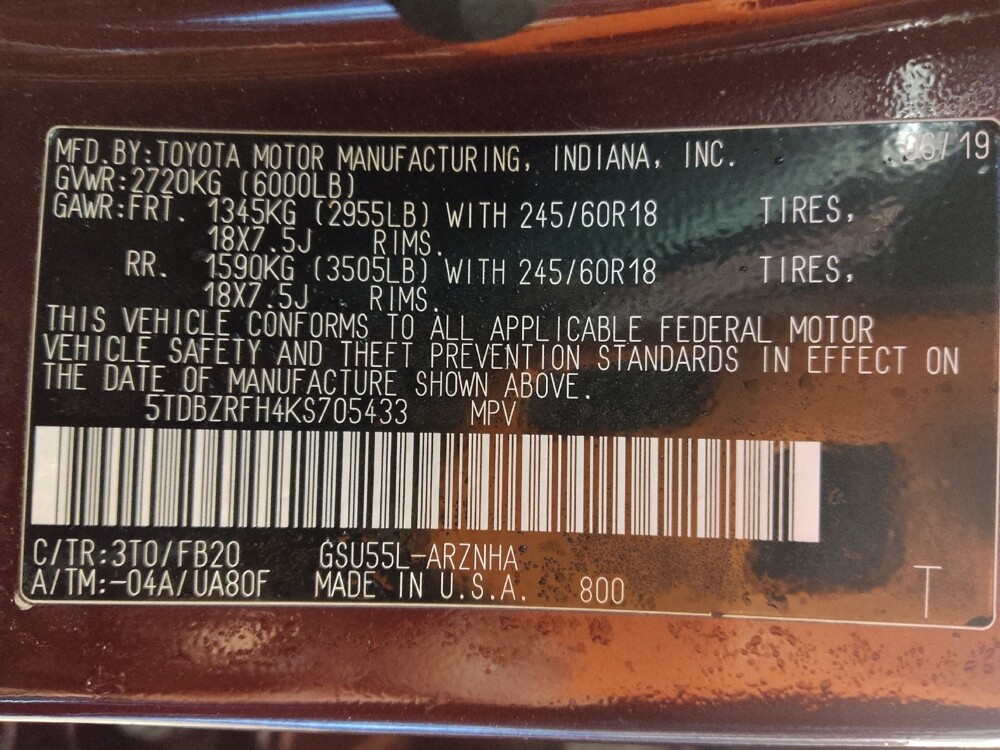 MFD.BY:TOYOTA MOTOR MANUFACTURING, INDIANA, INC. 06/19
GVWR:2720KG (6000LB)
GAWR:FRT. 1345KG (2955LB) WITH 245/60R18 TIRES,
18X7.5J RIMS.
RR. 1590KG (3505LB) WITH 245/60R18 TIRES,
18X7.5J RIMS.
THIS VEHICLE CONFORMS TO ALL APPLICABLE FEDERAL MOTOR
VEHICLE SAFETY AND THEFT PREVENTION STANDARDS IN EFFECT ON
THE DATE OF MANUFACTURE SHOWN ABOVE.
5TDBZRFH4KS705433 MPV
C/TR:3T0/FB20 GSU55L-ARZNHA
A/TM:-04A/UA80F MADE IN U.S.A. 800
T